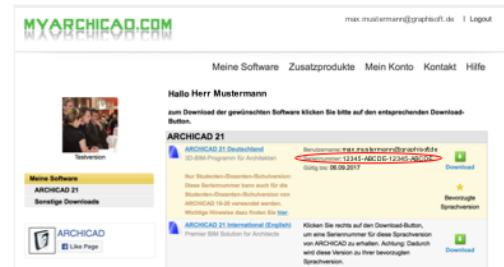 MYARCHICAD.COM
max.mustermann@graphisoft.de | Logout
Meine Software Zusatzprodukte Mein Konto Kontakt Hilfe
Hallo Herr Mustermann
zum Download der gewünschten Software klicken Sie bitte auf den entsprechenden Download-
Button.
Testversion
Meine Software
ARCHICAD 21
Sonstige Downloads
ARCHICAD
Like Page
ARCHICAD 21
ARCHICAD 21 Deutschland
3D-BIM-Programm für Architekten
Nur Studenten-/Dozenten-/Schulversion:
Diese Seriennummer kann auch für die
Studenten-/Dozenten-/Schulversion von
ARCHICAD 19-20 verwendet werden.
Wichtige Hinweise dazu finden Sie hier.
Benutzername: max.mustermann@graphisoft.de
Seriennummer: 12345-ABCDE-12345-ABCDE
Gültig bis: 06.09.2017
Download
Bevorzugte
Sprachversion
ARCHICAD 21 International (English)
Premier BIM Solution for Architects
Klicken Sie rechts auf den Download-Button,
um eine Seriennummer für diese Sprachversion
von ARCHICAD zu erhalten. Achtung: Dadurch
wird diese Version zu Ihrer bevorzugten
Sprachversion.
Download